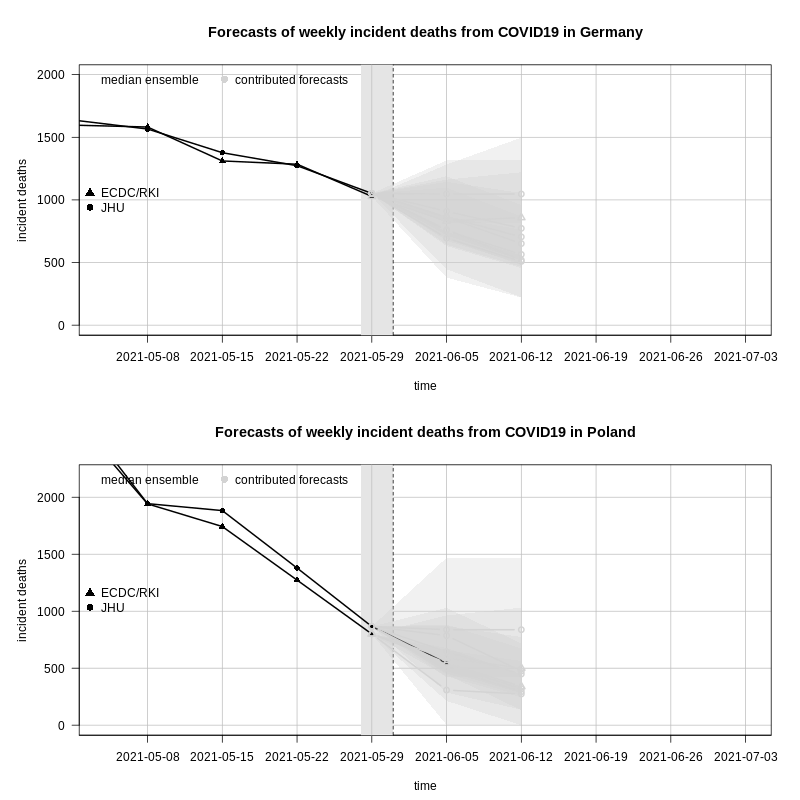 Forecasts of weekly incident deaths from COVID19 in Germany
2000
1500
1000
500
0
incident deaths
median ensemble contributed forecasts
ECDC/RKI
JHU
2021-05-08 2021-05-15 2021-05-22 2021-05-29 2021-06-05 2021-06-12 2021-06-19 2021-06-26 2021-07-03
time
Forecasts of weekly incident deaths from COVID19 in Poland
2000
1500
1000
500
0
incident deaths
median ensemble contributed forecasts
ECDC/RKI
JHU
2021-05-08 2021-05-15 2021-05-22 2021-05-29 2021-06-05 2021-06-12 2021-06-19 2021-06-26 2021-07-03
time